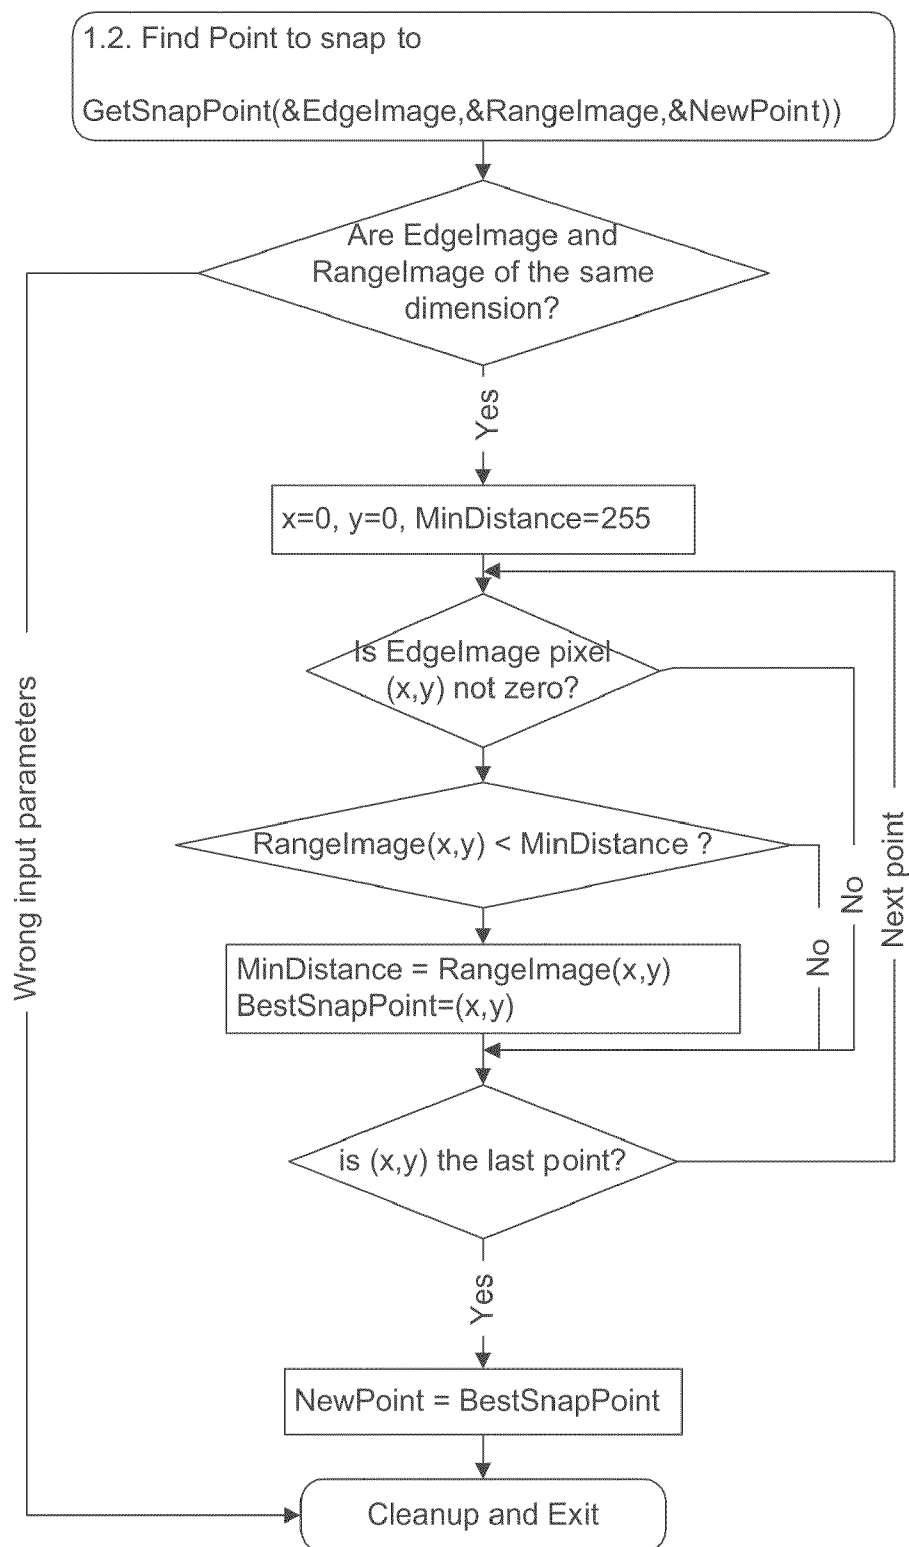 1.2. Find Point to snap to
GetSnapPoint(&EdgeImage,&RangeImage,&NewPoint))
Are EdgeImage and
RangeImage of the same
dimension?
Yes
x=0, y=0, MinDistance=255
Is EdgeImage pixel
(x,y) not zero?
Wrong input parameters
RangeImage(x,y) < MinDistance ?
Next point
No
No
MinDistance = RangeImage(x,y)
BestSnapPoint=(x,y)
is (x,y) the last point?
Yes
NewPoint = BestSnapPoint
Cleanup and Exit